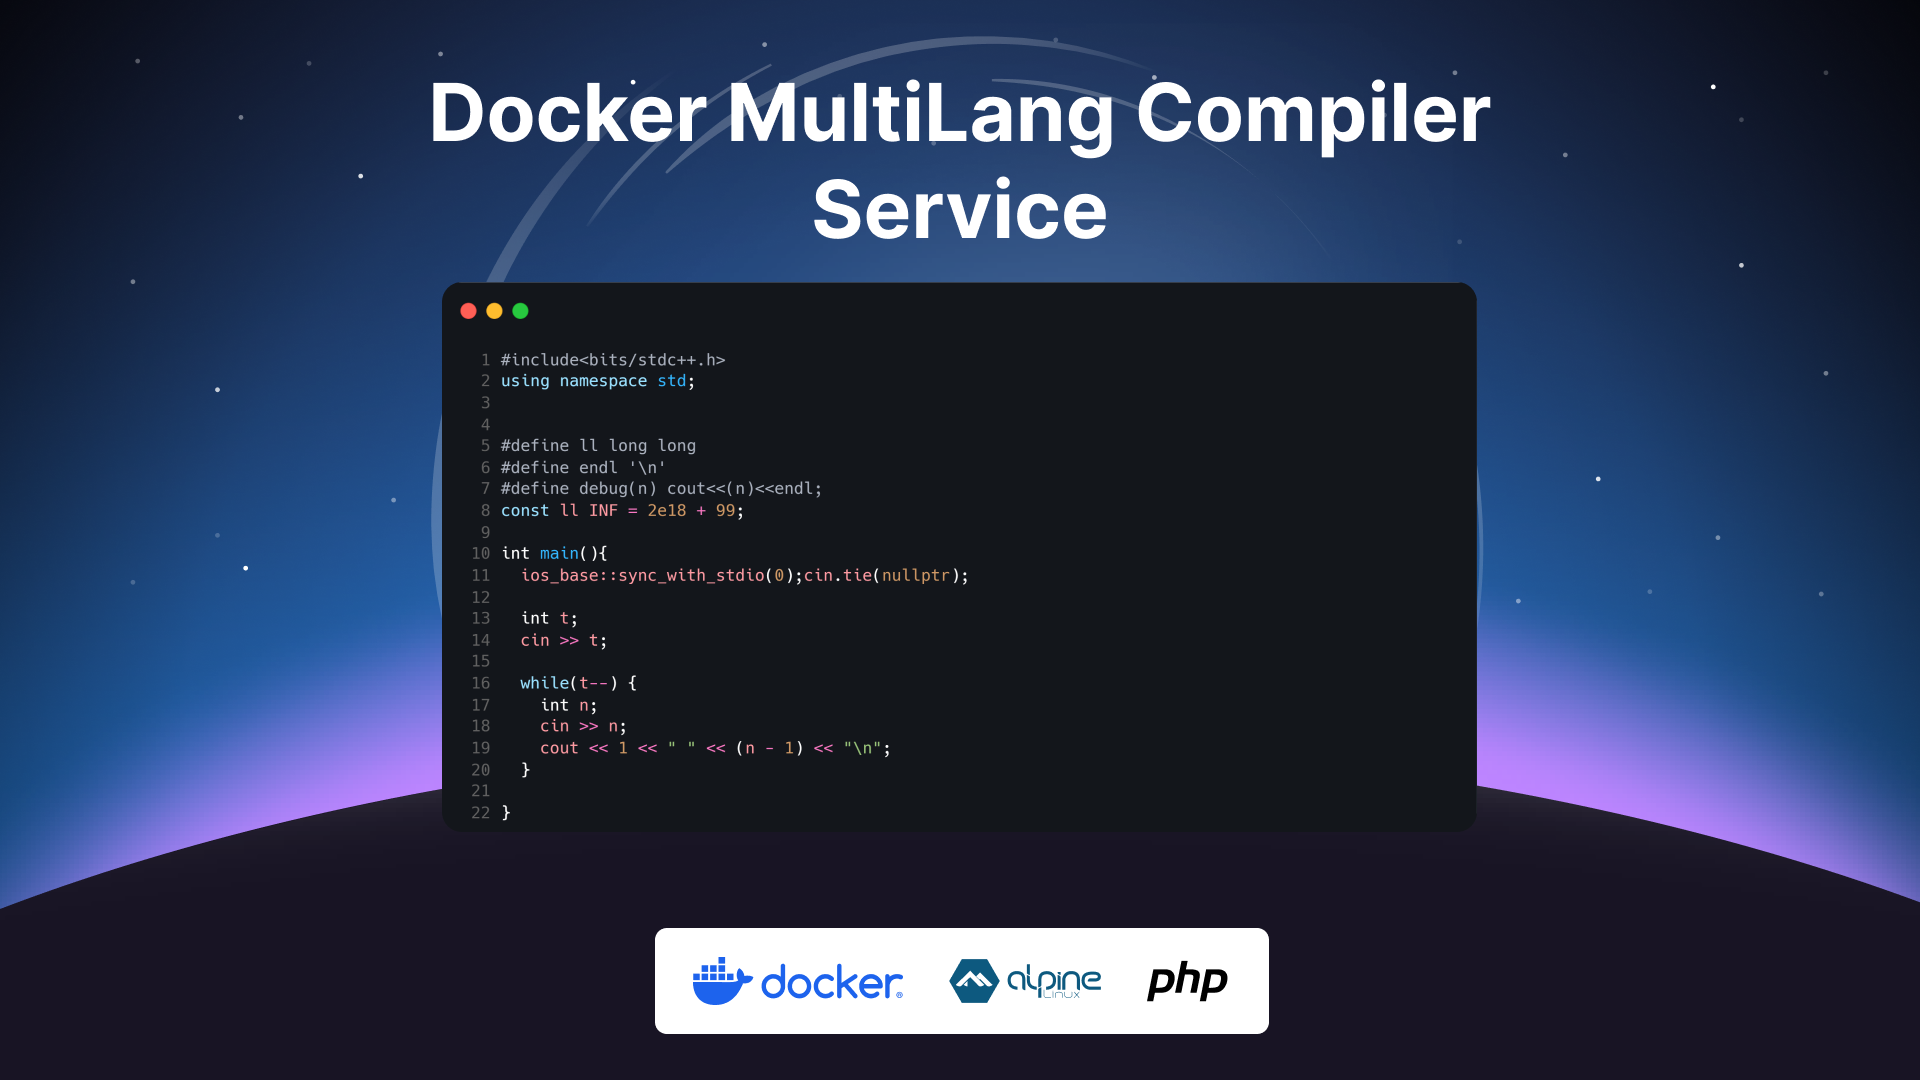 Docker MultiLang Compiler
Service
1 #include<bits/stdc++.h>
2 using namespace std;
3
4
5 #define ll long long
6 #define endl '\n'
7 #define debug(n) cout<<(n)<<endl;
8 const ll INF = 2e18 + 99;
9
10 int main(){
11   ios_base::sync_with_stdio(0);cin.tie(nullptr);
12
13   int t;
14   cin >> t;
15
16   while(t--) {
17     int n;
18     cin >> n;
19     cout << 1 << " " << (n - 1) << "\n";
20   }
21
22 }
docker® alpine Linux php